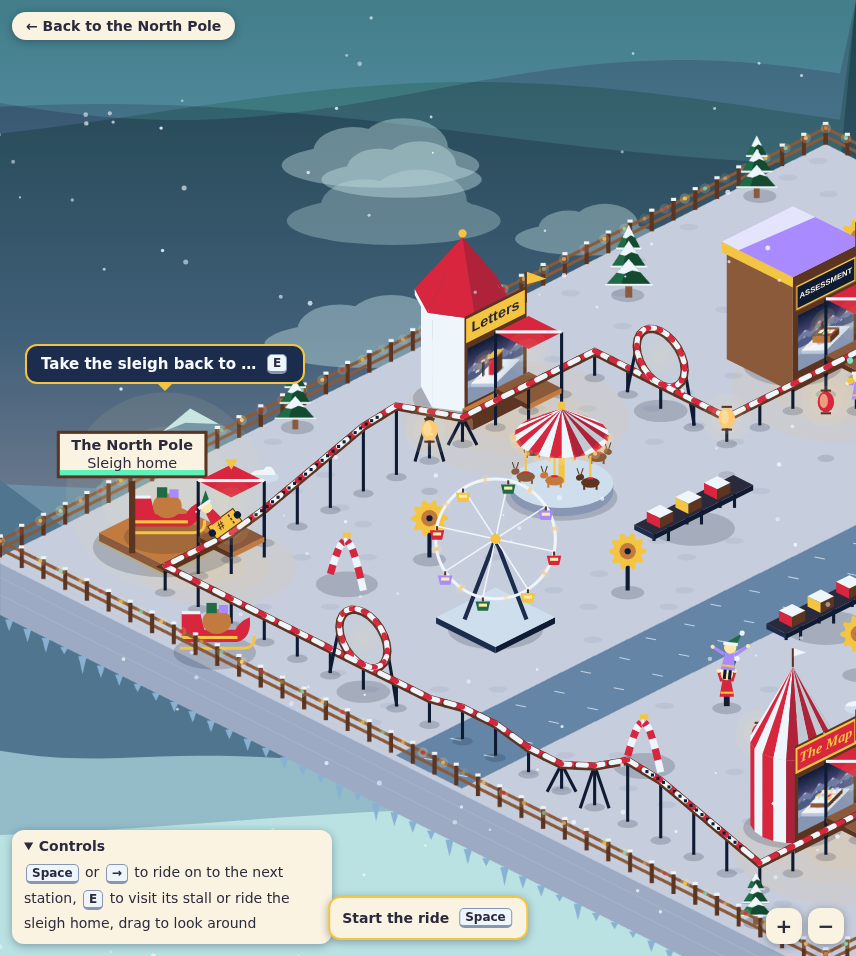 ← Back to the North Pole
ASSESSMENT
Letters
Take the sleigh back to … E
The North Pole
Sleigh home
#
The Map
▼ Controls
Space or → to ride on to the next
station, E to visit its stall or ride the
sleigh home, drag to look around
Start the ride Space
+ −